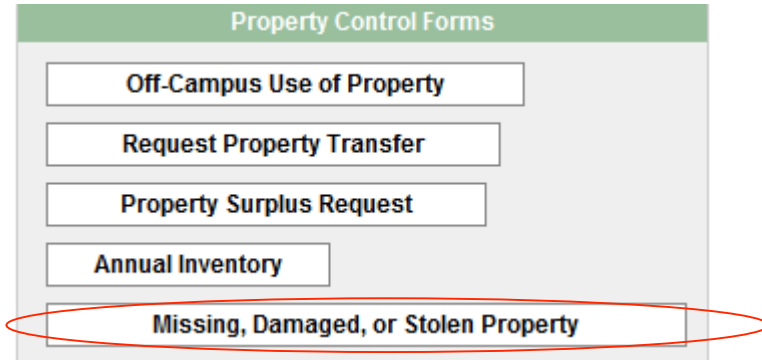 Property Control Forms
Off-Campus Use of Property
Request Property Transfer
Property Surplus Request
Annual Inventory
Missing, Damaged, or Stolen Property